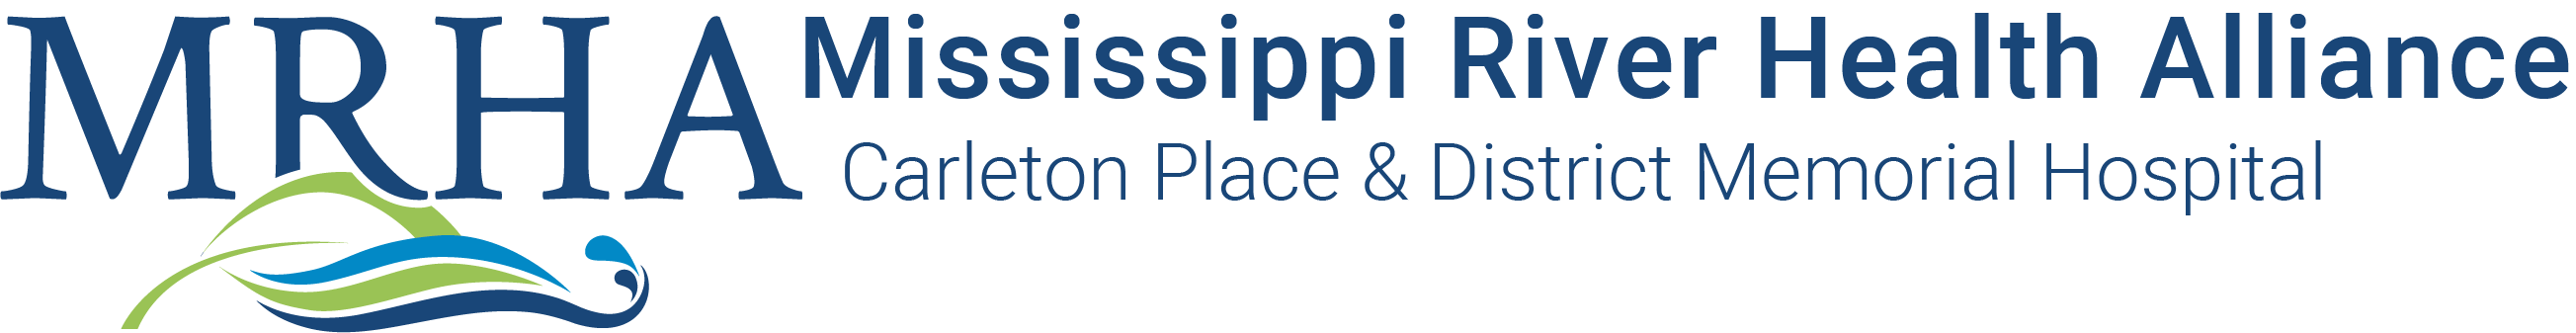 MRHA
Mississippi River Health Alliance
Carleton Place & District Memorial Hospital